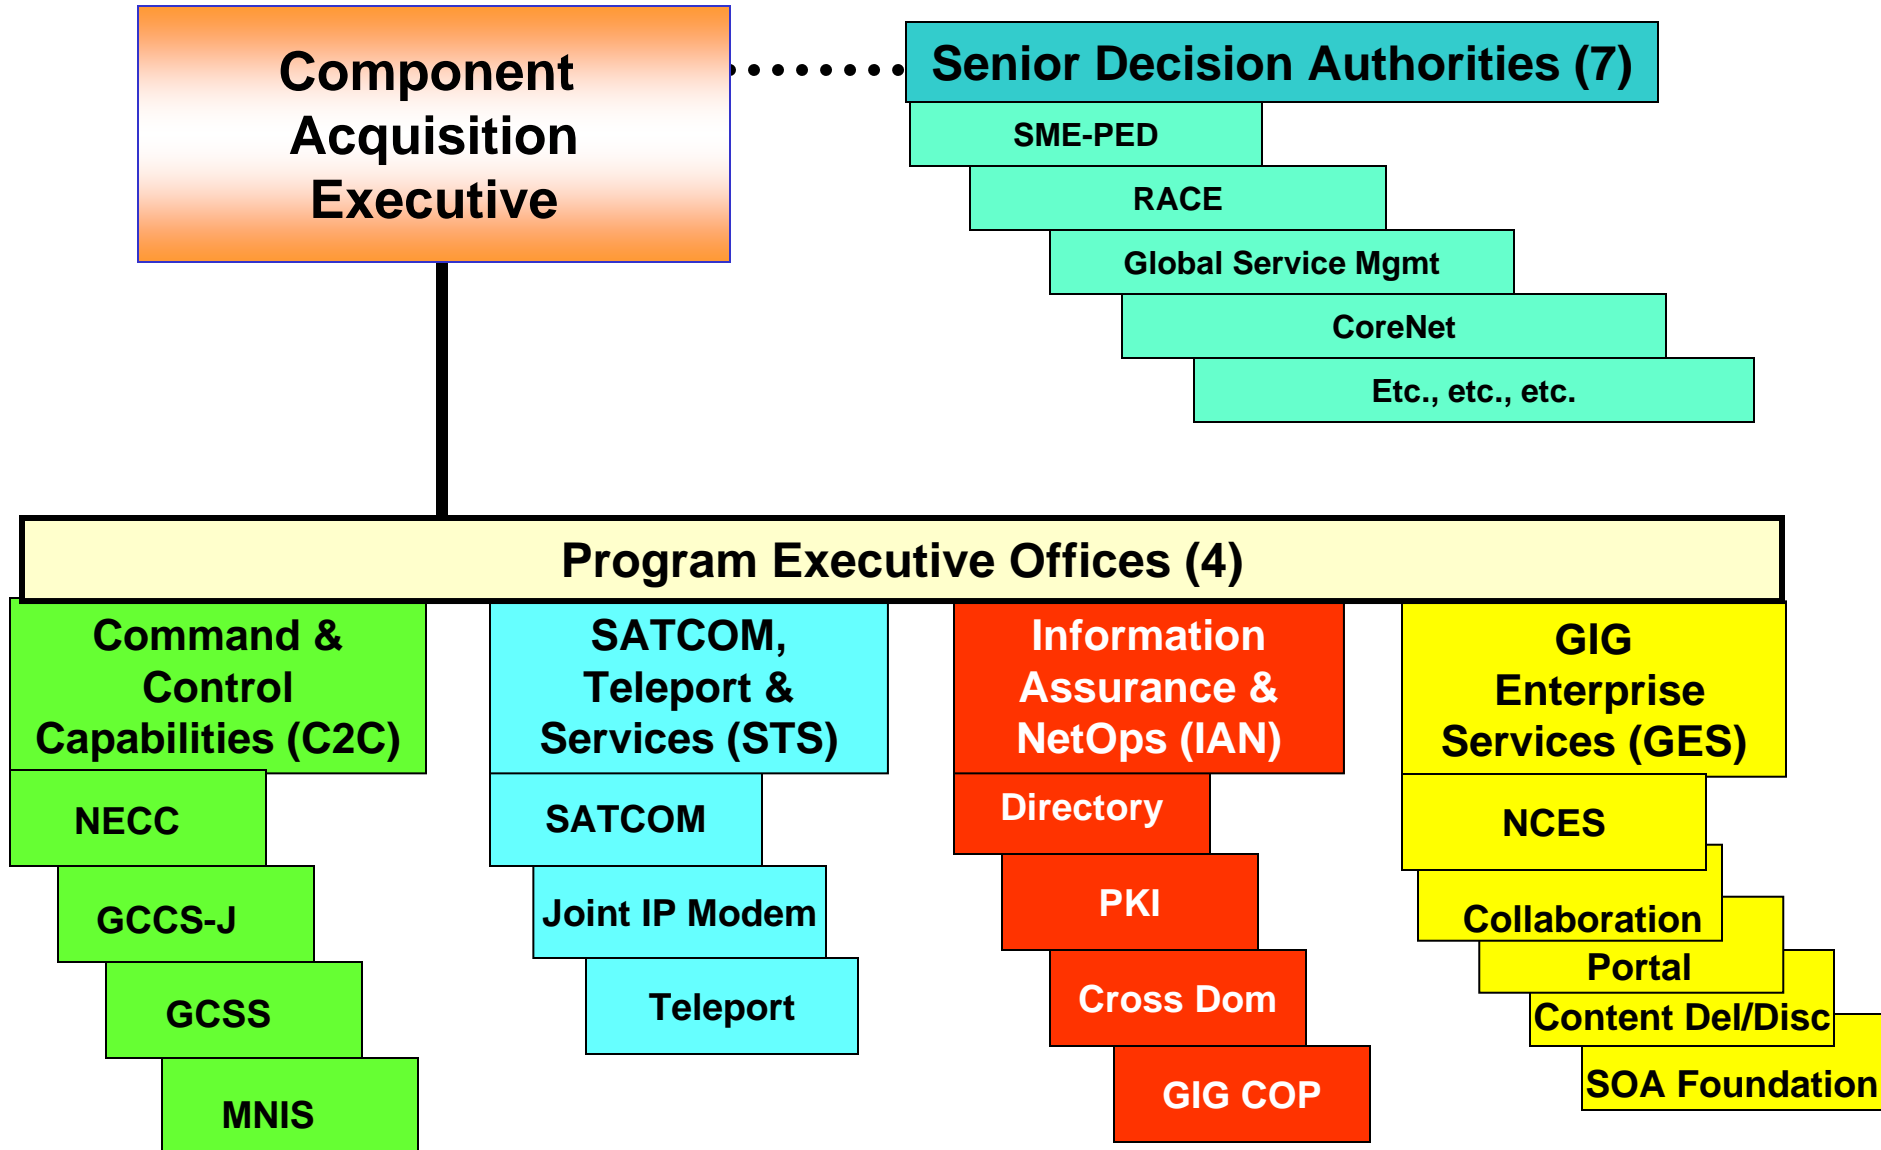 Component
Acquisition
Executive
Senior Decision Authorities (7)
SME-PED
RACE
Global Service Mgmt
CoreNet
Etc., etc., etc.
Program Executive Offices (4)
Command &
Control
Capabilities (C2C)
NECC
GCCS-J
GCSS
MNIS
SATCOM,
Teleport &
Services (STS)
SATCOM
Joint IP Modem
Teleport
Information
Assurance &
NetOps (IAN)
Directory
PKI
Cross Dom
GIG COP
GIG
Enterprise
Services (GES)
NCES
Collaboration
Portal
Content Del/Disc
SOA Foundation